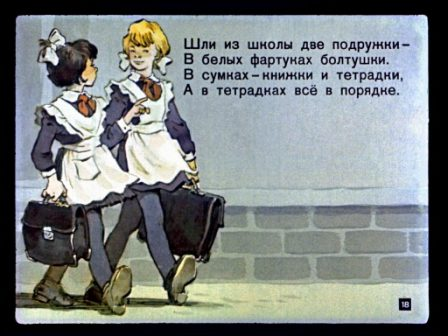 Шли из школы две подружки –
В белых фартуках болтушки.
В сумках – книжки и тетрадки,
А в тетрадках всё в порядке.
18